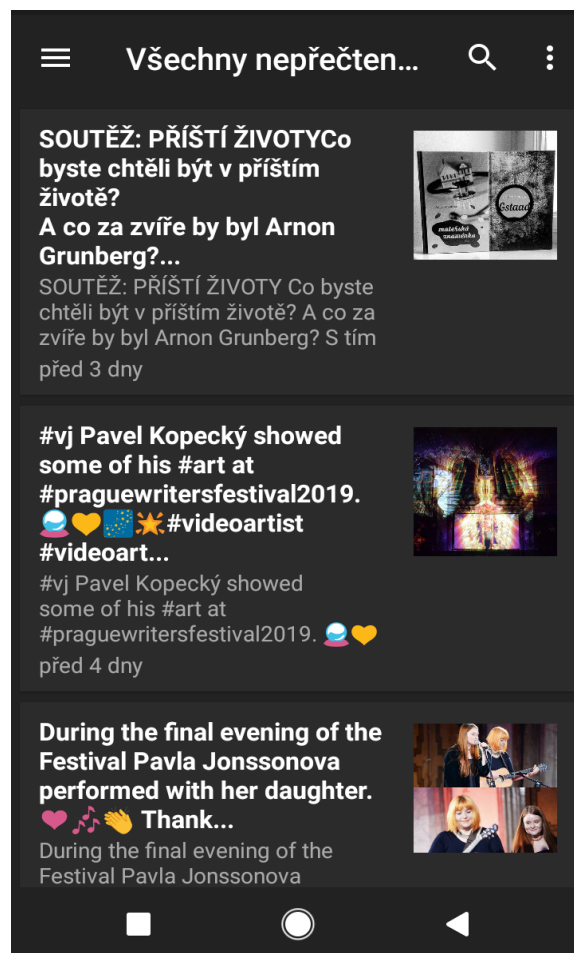 Všechny nepřečten...
SOUTĚŽ: PŘÍŠTÍ ŽIVOTYCo
byste chtěli být v příštím
životě?
A co za zvíře by byl Arnon
Grunberg?...
SOUTĚŽ: PŘÍŠTÍ ŽIVOTY Co byste
chtěli být v příštím životě? A co za
zvíře by byl Arnon Grunberg? S tím
před 3 dny
Gstaad
mateřská
znaménka
#vj Pavel Kopecký showed
some of his #art at
#praguewritersfestival2019.
🔮💛🌌🌟#videoartist
#videoart...
#vj Pavel Kopecký showed
some of his #art at
#praguewritersfestival2019. 🔮💛
před 4 dny
During the final evening of the
Festival Pavla Jonssonova
performed with her daughter.
❤️🎶👏 Thank...
During the final evening of the
Festival Pavla Jonssonova